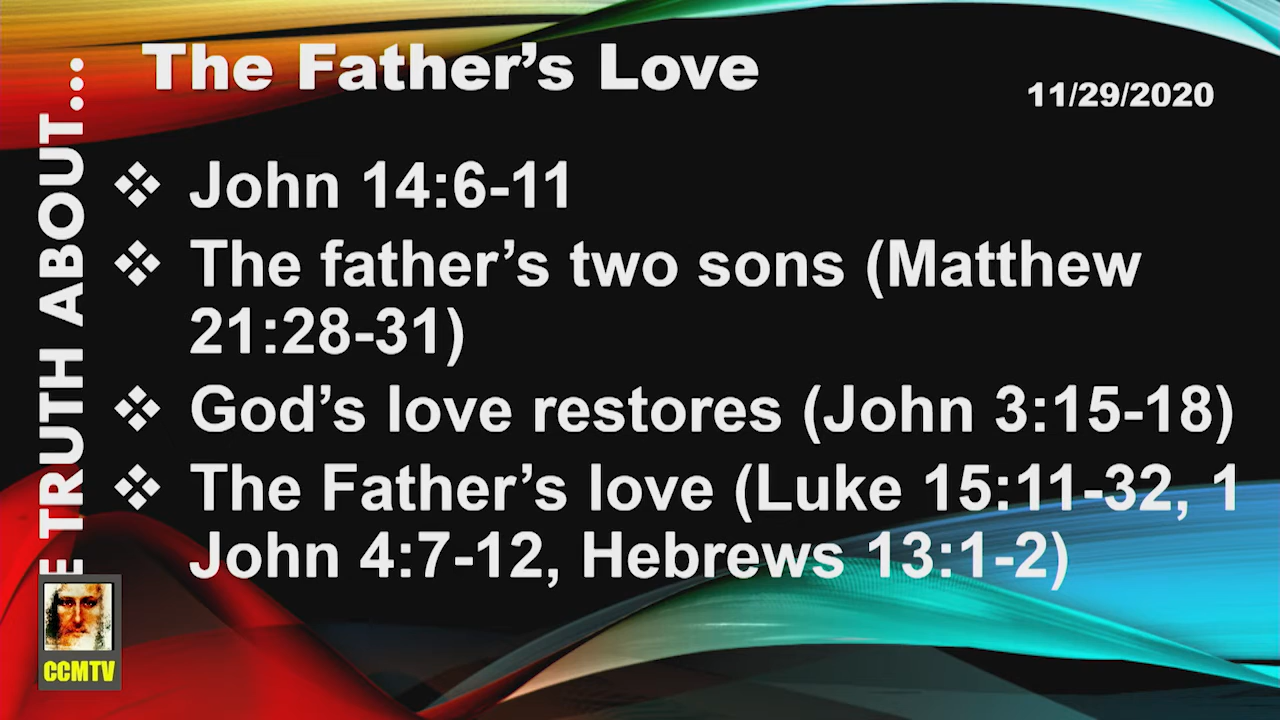 The Father’s Love
11/29/2020
E TRUTH ABOUT...
❖ John 14:6-11
❖ The father’s two sons (Matthew
21:28-31)
❖ God’s love restores (John 3:15-18)
❖ The Father’s love (Luke 15:11-32, 1
John 4:7-12, Hebrews 13:1-2)
CCMTV